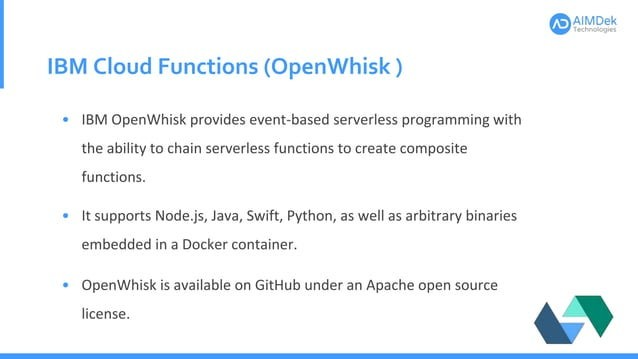 AIMDek
Technologies
IBM Cloud Functions (OpenWhisk )
• IBM OpenWhisk provides event-based serverless programming with
the ability to chain serverless functions to create composite
functions.
• It supports Node.js, Java, Swift, Python, as well as arbitrary binaries
embedded in a Docker container.
• OpenWhisk is available on GitHub under an Apache open source
license.